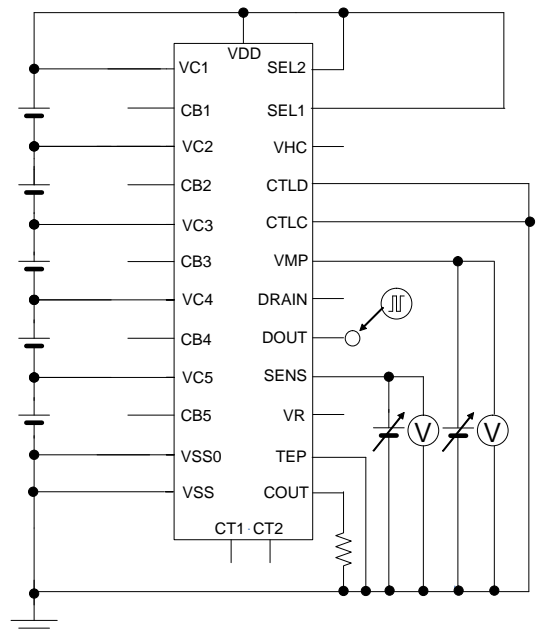 VDD
VC1
SEL2
CB1
SEL1
VC2
VHC
CB2
CTLD
VC3
CTLC
CB3
VMP
VC4
DRAIN
CB4
DOUT
VC5
SENS
CB5
VR
VSS0
TEP
VSS
COUT
CT1 CT2
V
V